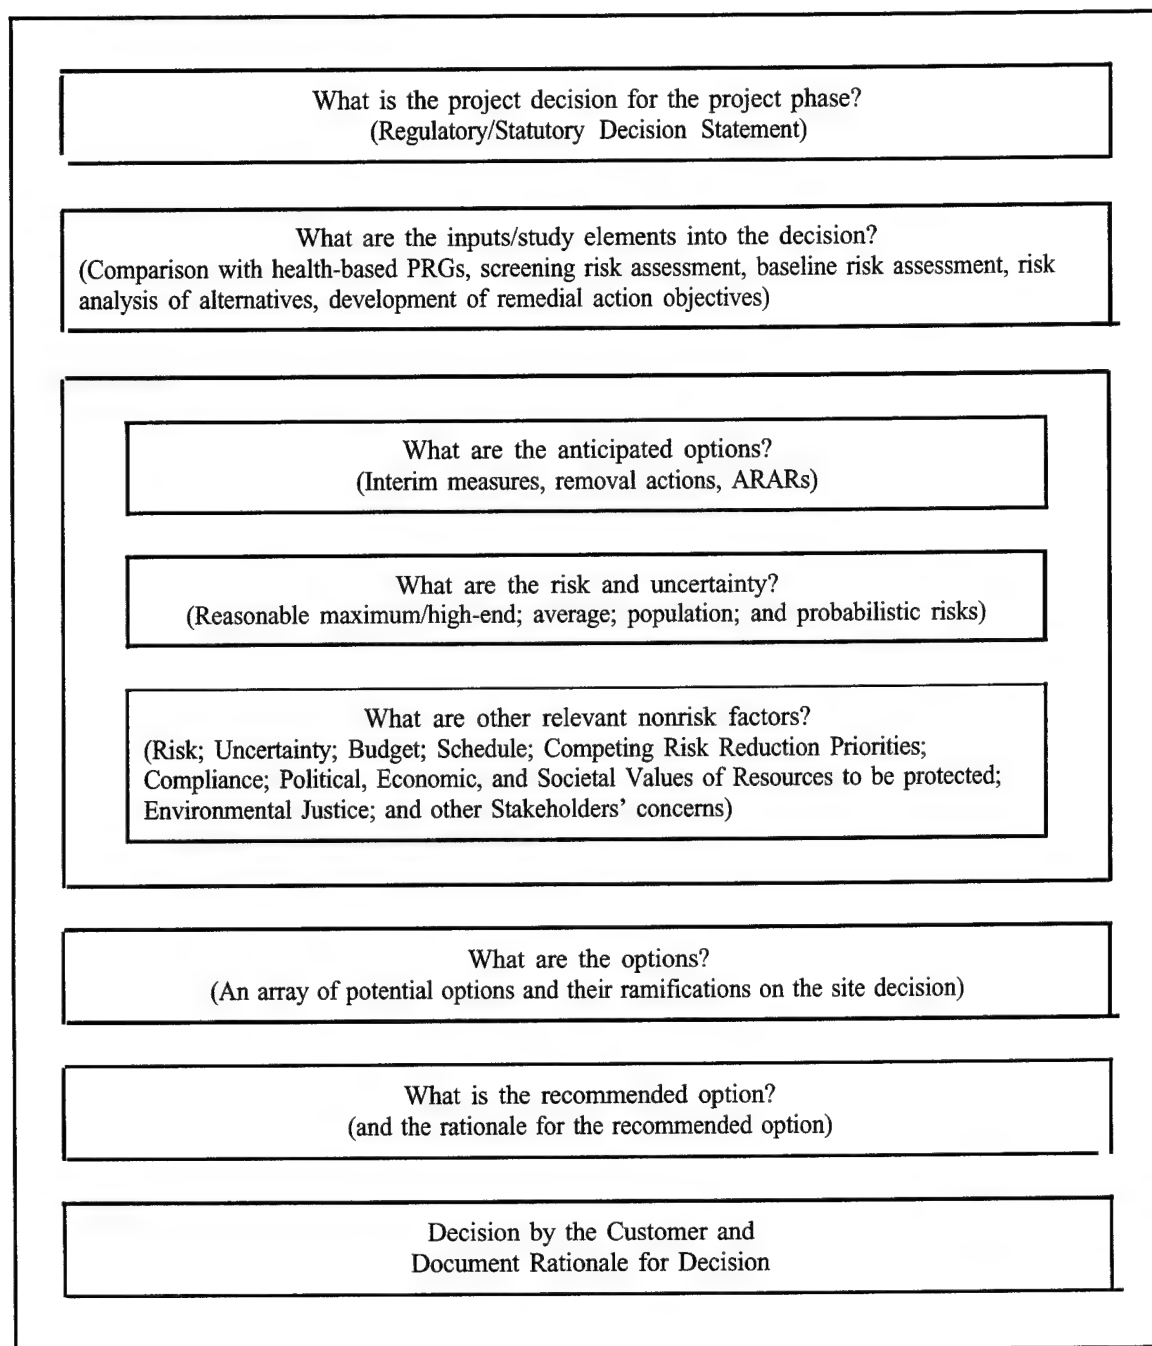 What is the project decision for the project phase?
(Regulatory/Statutory Decision Statement)
What are the inputs/study elements into the decision?
(Comparison with health-based PRGs, screening risk assessment, baseline risk assessment, risk
analysis of alternatives, development of remedial action objectives)
What are the anticipated options?
(Interim measures, removal actions, ARARs)
What are the risk and uncertainty?
(Reasonable maximum/high-end; average; population; and probabilistic risks)
What are other relevant nonrisk factors?
(Risk; Uncertainty; Budget; Schedule; Competing Risk Reduction Priorities;
Compliance; Political, Economic, and Societal Values of Resources to be protected;
Environmental Justice; and other Stakeholders' concerns)
What are the options?
(An array of potential options and their ramifications on the site decision)
What is the recommended option?
(and the rationale for the recommended option)
Decision by the Customer and
Document Rationale for Decision